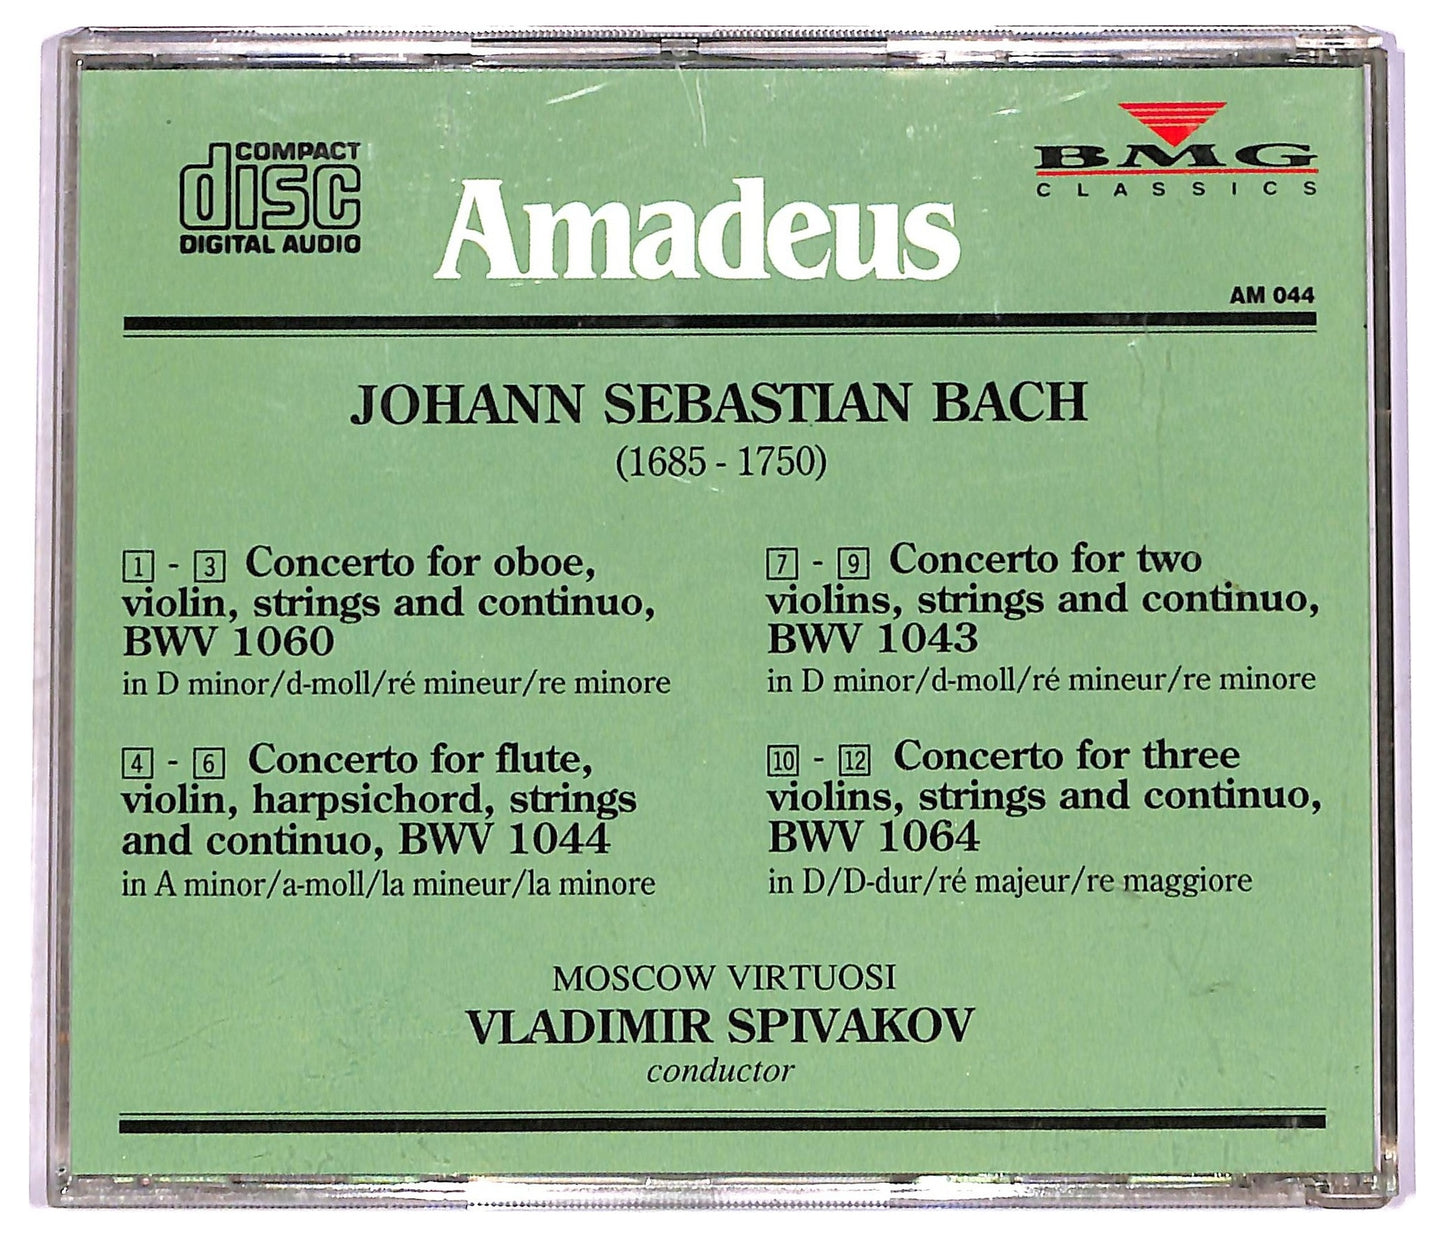 COMPACT
disc
DIGITAL AUDIO
Amadeus
BMG
CLASSICS
AM 044
JOHANN SEBASTIAN BACH
(1685 - 1750)
1 - 3 Concerto for oboe,
violin, strings and continuo,
BWV 1060
in D minor/d-moll/ré mineur/re minore
4 - 6 Concerto for flute,
violin, harpsichord, strings
and continuo, BWV 1044
in A minor/a-moll/la mineur/la minore
7 - 9 Concerto for two
violins, strings and continuo,
BWV 1043
in D minor/d-moll/ré mineur/re minore
10 - 12 Concerto for three
violins, strings and continuo,
BWV 1064
in D/D-dur/ré majeur/re maggiore
MOSCOW VIRTUOSI
VLADIMIR SPIVAKOV
conductor